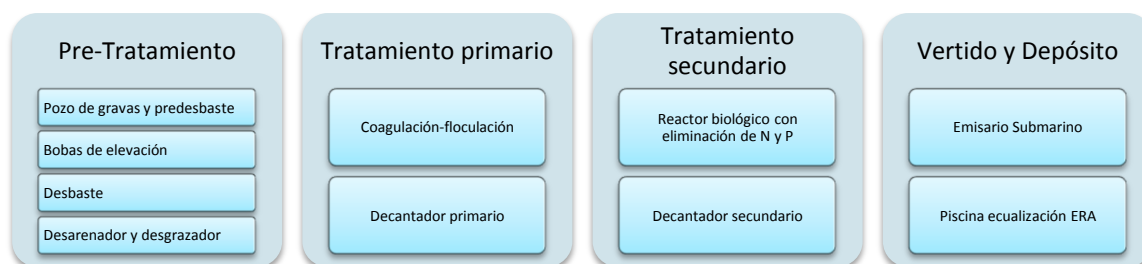 Pre-Tratamiento
Pozo de gravas y predesbaste
Bobas de elevación
Desbaste
Desarenador y desgrazador
Tratamiento primario
Coagulación-floculación
Decantador primario
Tratamiento
secundario
Reactor biológico con
eliminación de N y P
Decantador secundario
Vertido y Depósito
Emisario Submarino
Piscina ecualización ERA